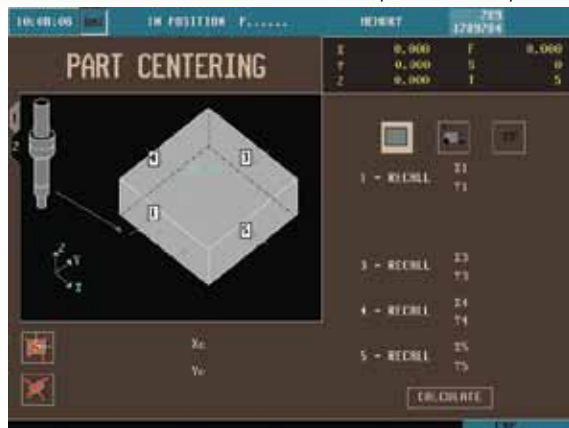 10:08:06 IN POSITION F...... MEMORY
PART CENTERING
X 0.000 F 0.000
Y 0.000 S 0
Z 0.000 T 5
1
2
4 3
1 2
Z
Y
X
1 - RECALL X1
Y1
3 - RECALL X3
Y3
4 - RECALL X4
Y4
5 - RECALL X5
Y5
Xc
Yc
CALCULATE